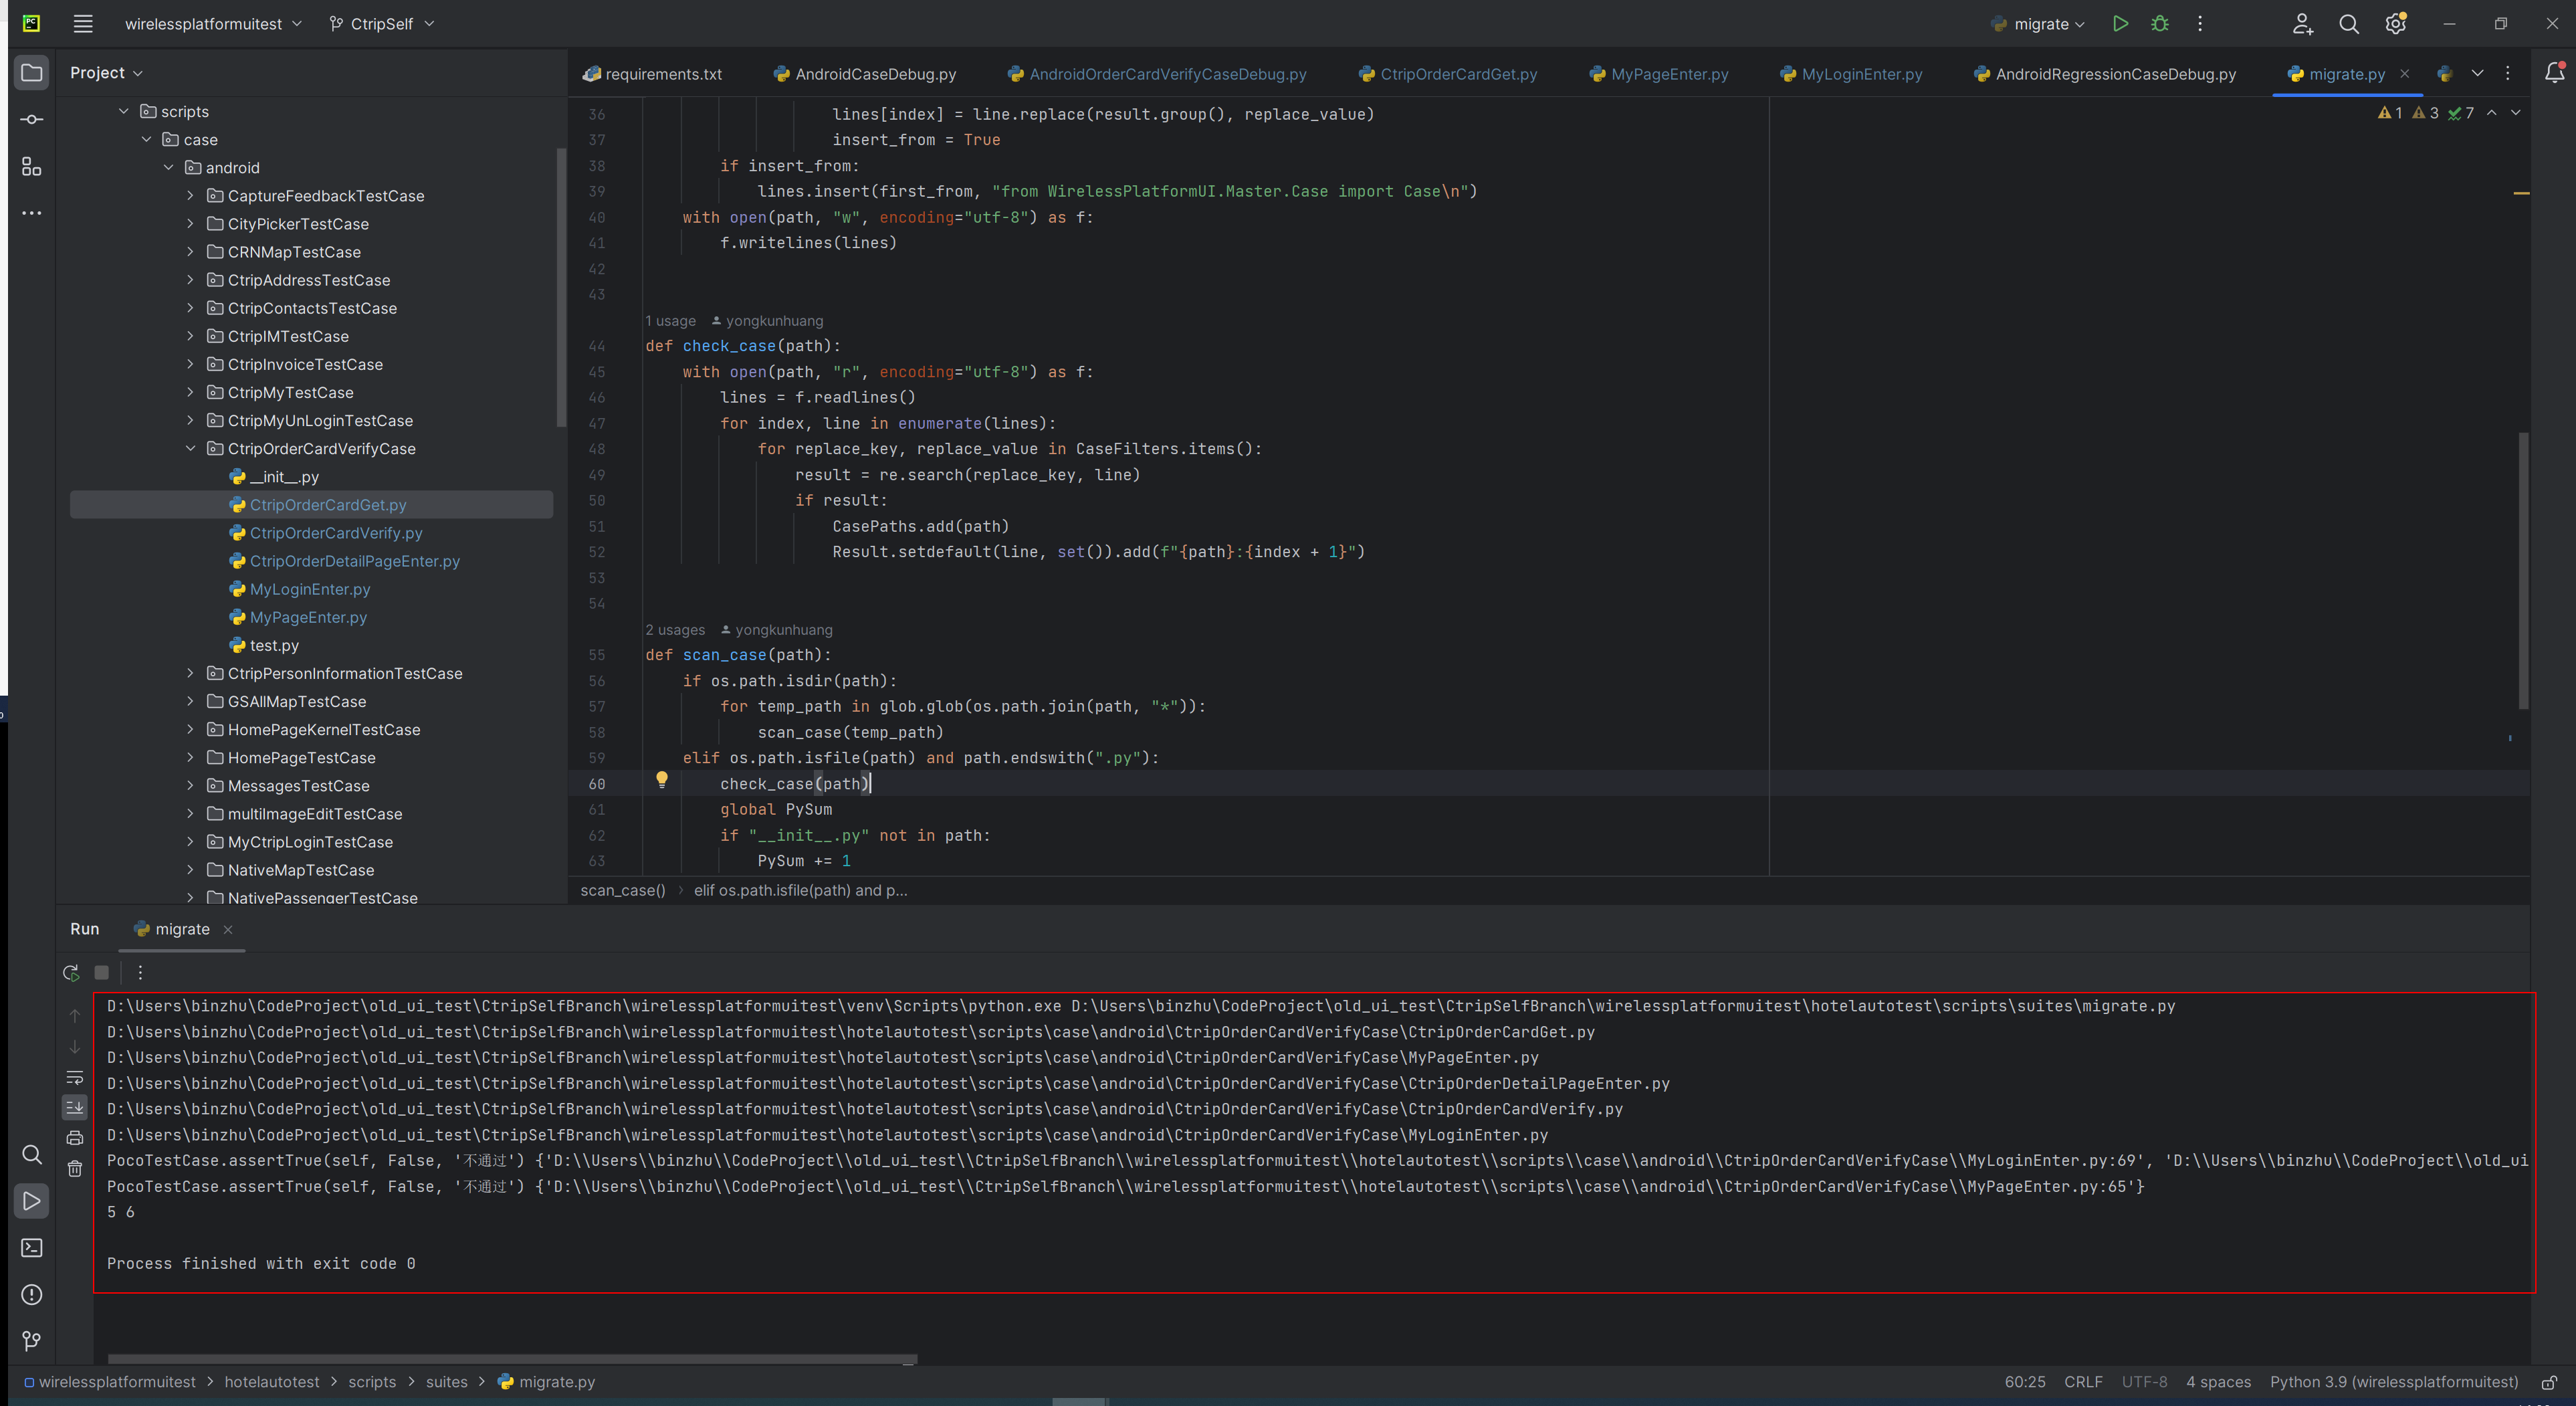 wirelessplatformuitest
CtripSelf
migrate
Project
requirements.txt
AndroidCaseDebug.py
AndroidOrderCardVerifyCaseDebug.py
CtripOrderCardGet.py
MyPageEnter.py
MyLoginEnter.py
AndroidRegressionCaseDebug.py
migrate.py
scripts
case
android
CaptureFeedbackTestCase
CityPickerTestCase
CRNMapTestCase
CtripAddressTestCase
CtripContactsTestCase
CtripIMTestCase
CtripInvoiceTestCase
CtripMyTestCase
CtripMyUnLoginTestCase
CtripOrderCardVerifyCase
__init__.py
CtripOrderCardGet.py
CtripOrderCardVerify.py
CtripOrderDetailPageEnter.py
MyLoginEnter.py
MyPageEnter.py
test.py
CtripPersonInformationTestCase
GSAllMapTestCase
HomePageKernelTestCase
HomePageTestCase
MessagesTestCase
multiImageEditTestCase
MyCtripLoginTestCase
NativeMapTestCase
NativePassengerTestCase
1 3 7
36 lines[index] = line.replace(result.group(), replace_value)
37 insert_from = True
38 if insert_from:
39 lines.insert(first_from, "from WirelessPlatformUI.Master.Case import Case\n")
40 with open(path, "w", encoding="utf-8") as f:
41 f.writelines(lines)
42
43
1 usage yongkunhuang
44 def check_case(path):
45 with open(path, "r", encoding="utf-8") as f:
46 lines = f.readlines()
47 for index, line in enumerate(lines):
48 for replace_key, replace_value in CaseFilters.items():
49 result = re.search(replace_key, line)
50 if result:
51 CasePaths.add(path)
52 Result.setdefault(line, set()).add(f"{path}:{index + 1}")
53
54
2 usages yongkunhuang
55 def scan_case(path):
56 if os.path.isdir(path):
57 for temp_path in glob.glob(os.path.join(path, "*")):
58 scan_case(temp_path)
59 elif os.path.isfile(path) and path.endswith(".py"):
60 check_case(path)
61 global PySum
62 if "__init__.py" not in path:
63 PySum += 1
scan_case() > elif os.path.isfile(path) and p...
Run migrate
D:\Users\binzhu\CodeProject\old_ui_test\CtripSelfBranch\wirelessplatformuitest\venv\Scripts\python.exe D:\Users\binzhu\CodeProject\old_ui_test\CtripSelfBranch\wirelessplatformuitest\hotelautotest\scripts\suites\migrate.py
D:\Users\binzhu\CodeProject\old_ui_test\CtripSelfBranch\wirelessplatformuitest\hotelautotest\scripts\case\android\CtripOrderCardVerifyCase\CtripOrderCardGet.py
D:\Users\binzhu\CodeProject\old_ui_test\CtripSelfBranch\wirelessplatformuitest\hotelautotest\scripts\case\android\CtripOrderCardVerifyCase\MyPageEnter.py
D:\Users\binzhu\CodeProject\old_ui_test\CtripSelfBranch\wirelessplatformuitest\hotelautotest\scripts\case\android\CtripOrderCardVerifyCase\CtripOrderDetailPageEnter.py
D:\Users\binzhu\CodeProject\old_ui_test\CtripSelfBranch\wirelessplatformuitest\hotelautotest\scripts\case\android\CtripOrderCardVerifyCase\CtripOrderCardVerify.py
D:\Users\binzhu\CodeProject\old_ui_test\CtripSelfBranch\wirelessplatformuitest\hotelautotest\scripts\case\android\CtripOrderCardVerifyCase\MyLoginEnter.py
PocoTestCase.assertTrue(self, False, '不通过') {'D:\\Users\\binzhu\\CodeProject\\old_ui_test\\CtripSelfBranch\\wirelessplatformuitest\\hotelautotest\\scripts\\case\\android\\CtripOrderCardVerifyCase\\MyLoginEnter.py:69', 'D:\\Users\\binzhu\\CodeProject\\old_ui
PocoTestCase.assertTrue(self, False, '不通过') {'D:\\Users\\binzhu\\CodeProject\\old_ui_test\\CtripSelfBranch\\wirelessplatformuitest\\hotelautotest\\scripts\\case\\android\\CtripOrderCardVerifyCase\\MyPageEnter.py:65'}
5 6
Process finished with exit code 0
wirelessplatformuitest > hotelautotest > scripts > suites > migrate.py
60:25 CRLF UTF-8 4 spaces Python 3.9 (wirelessplatformuitest)